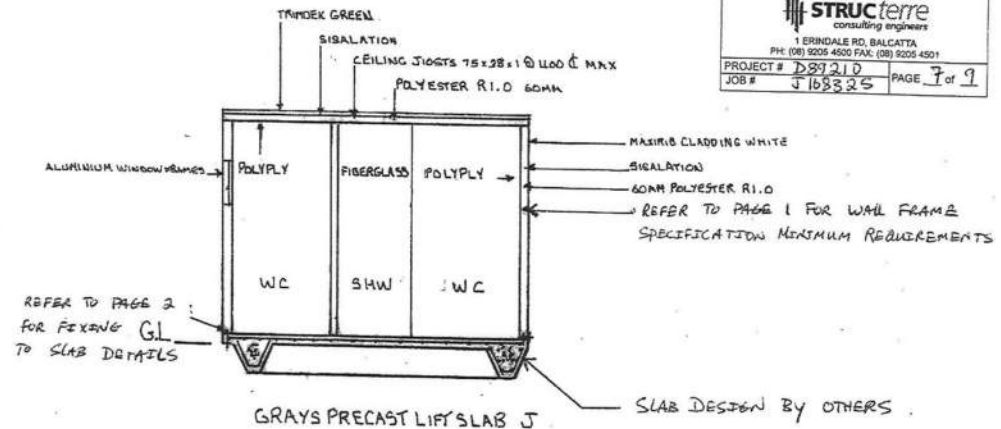 STRUCterre
consulting engineers
1 ERINDALE RD, BALCATTA
PH: (08) 9205 4500 FAX: (08) 9205 4501
PROJECT # D89210
JOB # J168325
PAGE 7 of 9
TRIMDEK GREEN
SISALATION
CEILING JIOSTS 75x38x1 @ 1100 ₵ MAX
POLYESTER R1.0 60MM
ALUMINIUM WINDOW FRAMES
POLYPLY
FIBERGLASS
POLYPLY
MAXIRIB CLADDING WHITE
SISALATION
60MM POLYESTER R1.0
REFER TO PAGE 1 FOR WALL FRAME
SPECIFICATION MINIMUM REQUIREMENTS
WC
SHW
WC
REFER TO PAGE 2
FOR FIXING
TO SLAB DETAILS
G.L
GRAYS PRECAST LIFT SLAB J
SLAB DESIGN BY OTHERS.